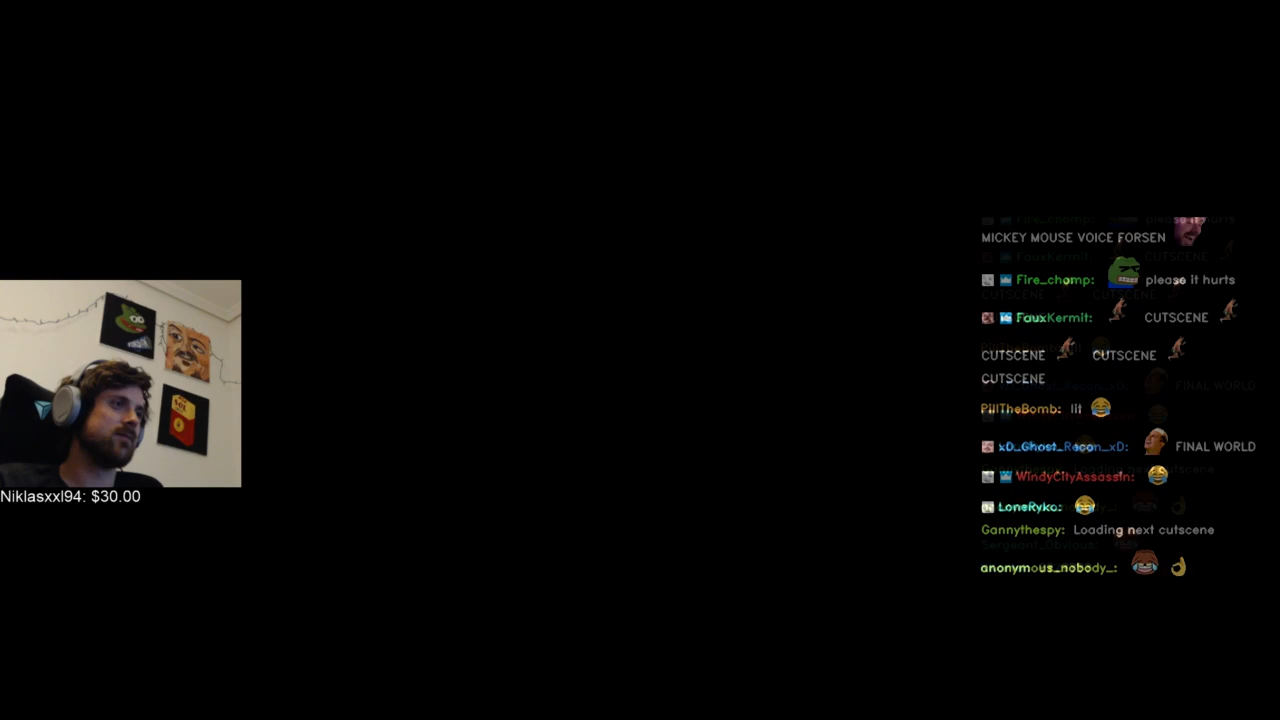 MICKEY MOUSE VOICE FORSEN
Fire_chomp: please it hurts
FauxKermit: CUTSCENE
CUTSCENE CUTSCENE
CUTSCENE
PillTheBomb: lit
xD_Ghost_Recon_xD: FINAL WORLD
WindyCityAssassin:
LoneRyko:
Gannythespy: Loading next cutscene
anonymous_nobody_:
Niklasxxl94: $30.00